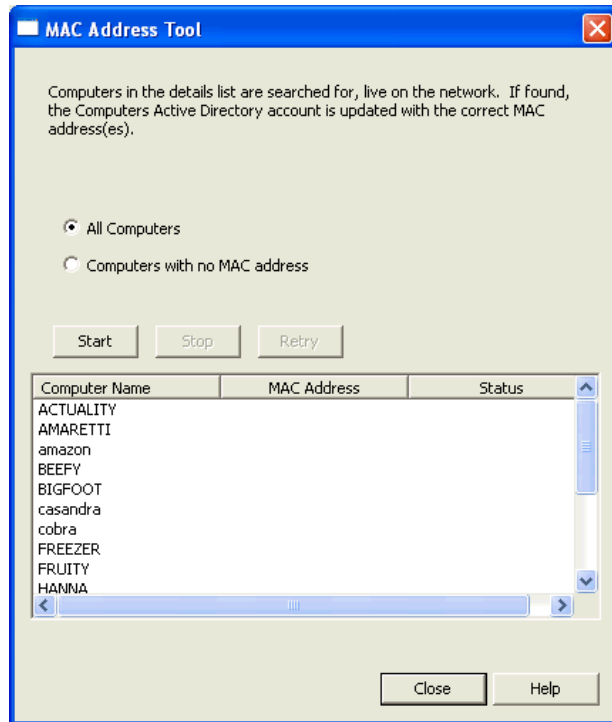 MAC Address Tool
Computers in the details list are searched for, live on the network. If found,
the Computers Active Directory account is updated with the correct MAC
address(es).
All Computers
Computers with no MAC address
Start Stop Retry
Computer Name MAC Address Status
ACTUALITY
AMARETTI
amazon
BEEFY
BIGFOOT
casandra
cobra
FREEZER
FRUITY
HANNA
Close Help